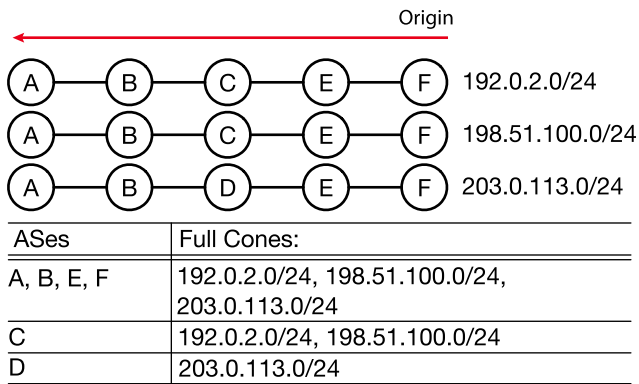 Origin
A B C E F 192.0.2.0/24
A B C E F 198.51.100.0/24
A B D E F 203.0.113.0/24
ASes Full Cones:
A, B, E, F 192.0.2.0/24, 198.51.100.0/24,
203.0.113.0/24
C 192.0.2.0/24, 198.51.100.0/24
D 203.0.113.0/24